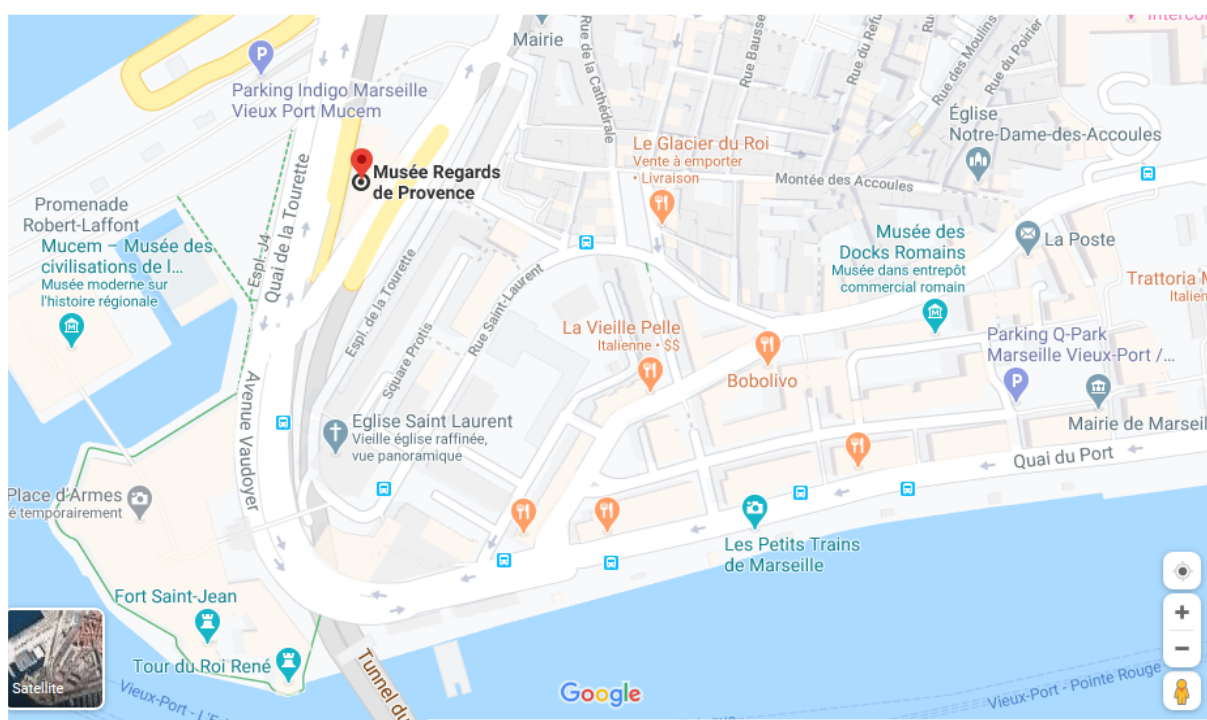 Intercon
Mairie
Rue de la Cathédrale
Rue Bausse
Rue du Refu
Rue des Moulins
Rue du Poirier
Parking Indigo Marseille
Vieux Port Mucem
Église
Notre-Dame-des-Accoules
Le Glacier du Roi
Vente à emporter
• Livraison
Montée des Accoules
Musée Regards
de Provence
Quai de la Tourette
Espl. J4
Promenade
Robert-Laffont
Mucem – Musée des
civilisations de l...
Musée moderne sur
l'histoire régionale
Musée des
Docks Romains
Musée dans entrepôt
commercial romain
La Poste
Trattoria M
Italien
Espl. de la Tourette
Rue Saint-Laurent
Square Protis
La Vieille Pelle
Italienne • $$
Bobolivo
Parking Q-Park
Marseille Vieux-Port /...
Mairie de Marseil
Avenue Vaudoyer
Eglise Saint Laurent
Vieille église raffinée,
vue panoramique
Quai du Port
Place d'Armes
é temporairement
Les Petits Trains
de Marseille
Fort Saint-Jean
Tour du Roi René
Tunnel du
Satellite
Google
Vieux-Port - L'E
Vieux-Port - Pointe Rouge